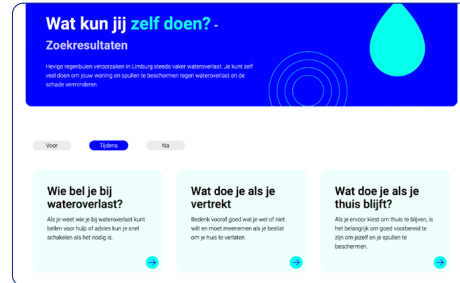 Wat kun jij zelf doen? -
Zoekresultaten
Hevige regenbuien veroorzaken in Limburg steeds vaker wateroverlast. Je kunt zelf
veel doen om jouw woning en spullen te beschermen tegen wateroverlast en de
schade verminderen.
Voor
Tijdens
Na
Wie bel je bij
wateroverlast?
Als je weet wie je bij wateroverlast kunt
bellen voor hulp of advies kun je snel
schakelen als het nodig is.
Wat doe je als je
vertrekt
Bedenk vooraf goed wat je wel of niet
wilt en moet meenemen als je beslist
om je huis te verlaten.
Wat doe je als je
thuis blijft?
Als je ervoor kiest om thuis te blijven, is
het belangrijk om goed voorbereid te
zijn om jezelf en je spullen te
beschermen.